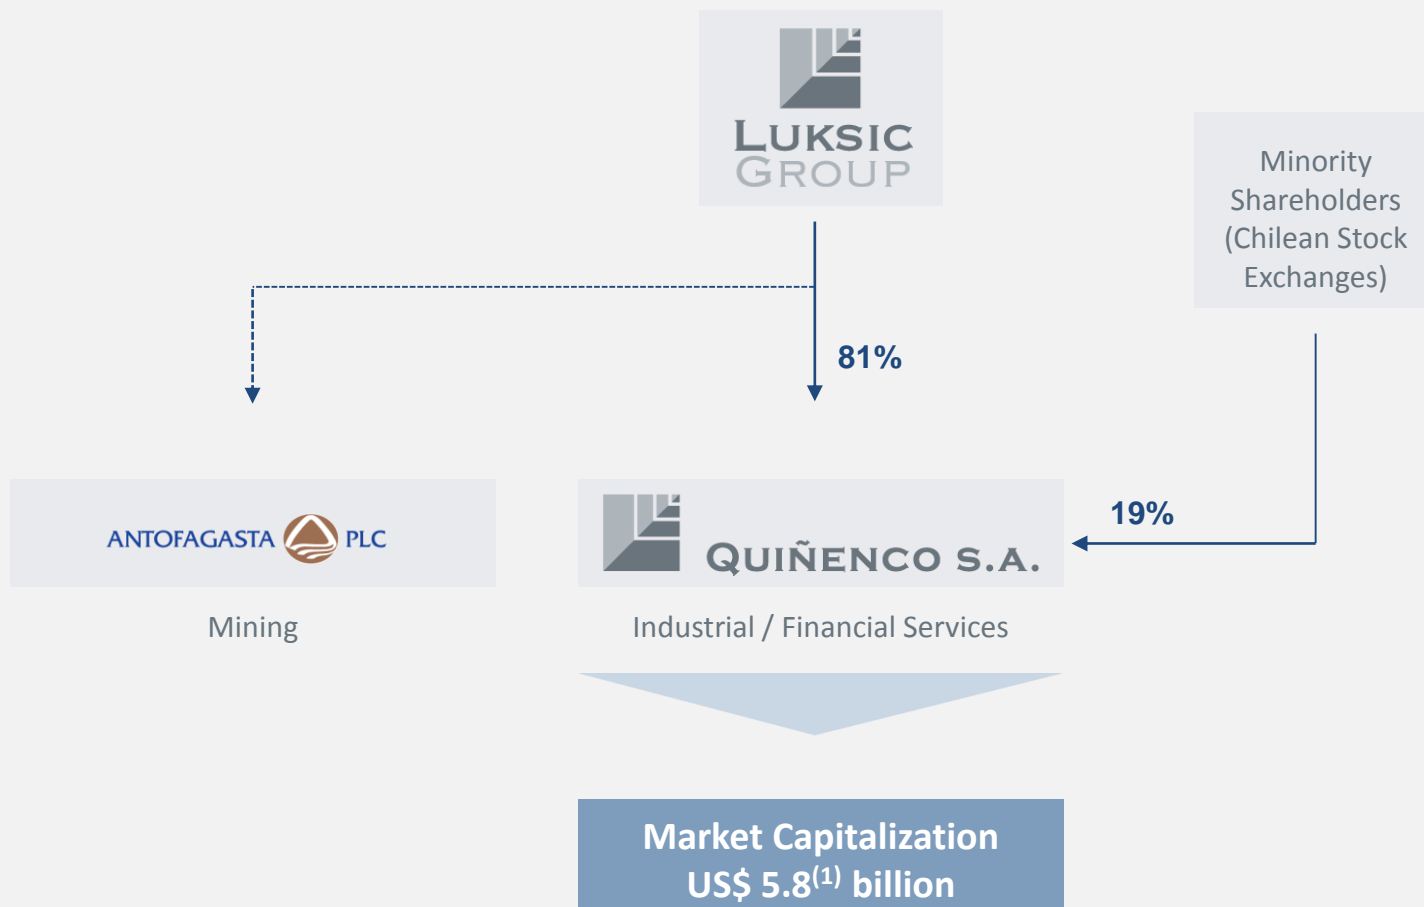 LUKSIC
GROUP
Minority
Shareholders
(Chilean Stock
Exchanges)
81%
19%
ANTOFAGASTA PLC
QUIÑENCO S.A.
Mining
Industrial / Financial Services
Market Capitalization
US$ 5.8(1) billion